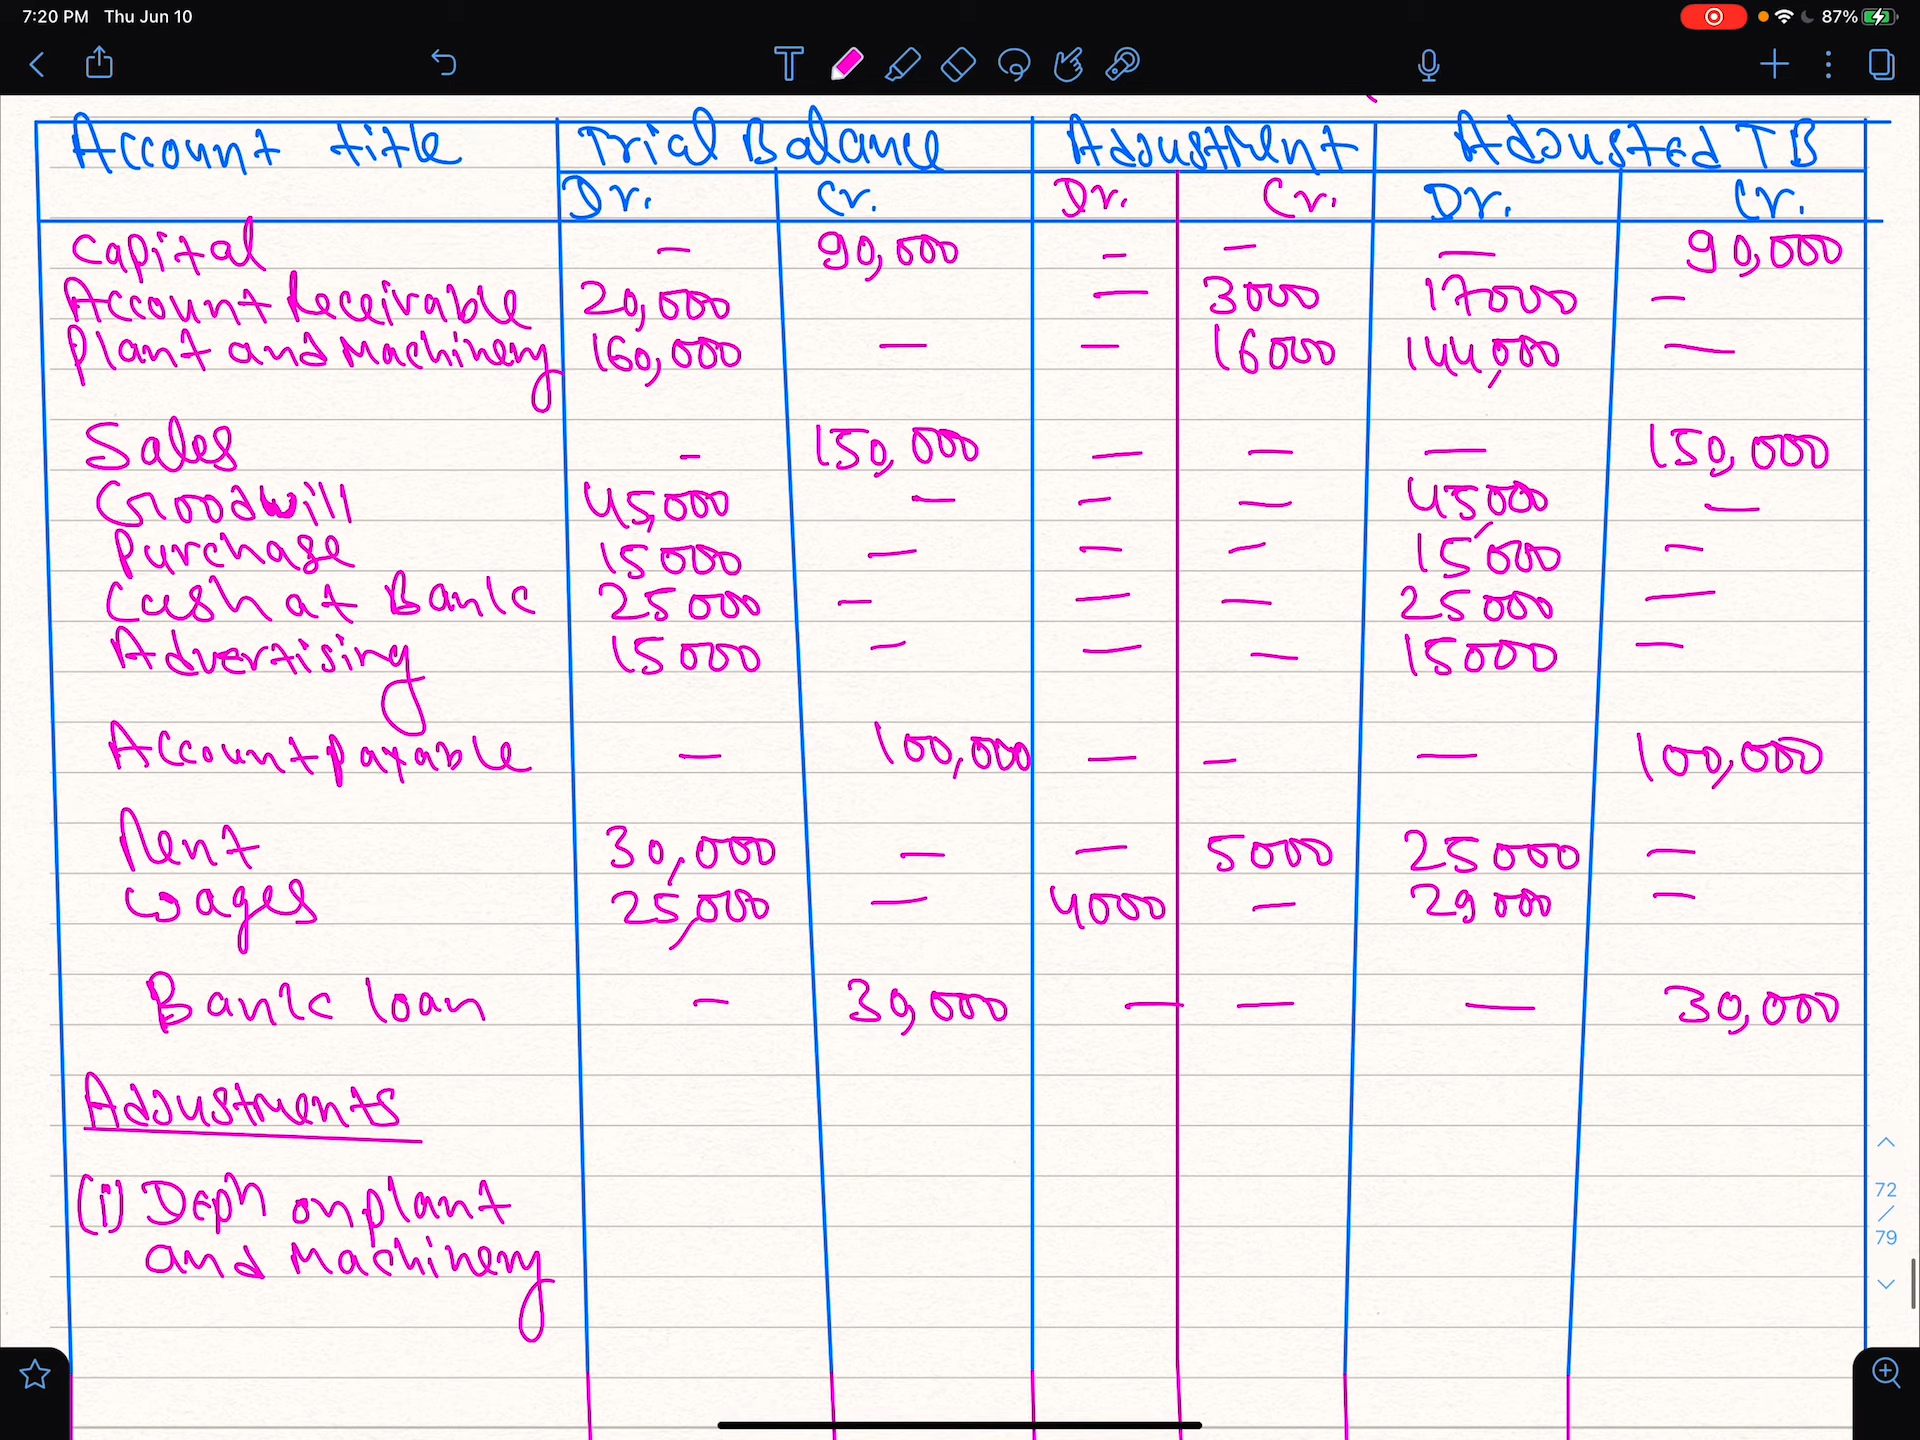 7:20 PM Thu Jun 10 87%
Account title Trial Balance Adjustment Adjusted TB
Dr. Cr. Dr. Cr. Dr. Cr.
Capital — 90,000 — — — 90,000
Account Receivable 20,000 — 3000 17000 —
Plant and Machinery 160,000 — — 16000 144,000 —
Sales - 150,000 — — — 150,000
Goodwill 45,000 — — — 45,000 —
Purchase 15000 — — — 15000 —
Cash at Bank 25000 — — — 25000 —
Advertising 15000 — — — 15000 —
Account payable — 100,000 — — — 100,000
Rent 30,000 — — 5000 25000 —
Wages 25,000 — 4000 — 29000 —
Bank loan — 30,000 — — — 30,000
Adjustments
(i) Deph on plant
and Machinery
72
/
79